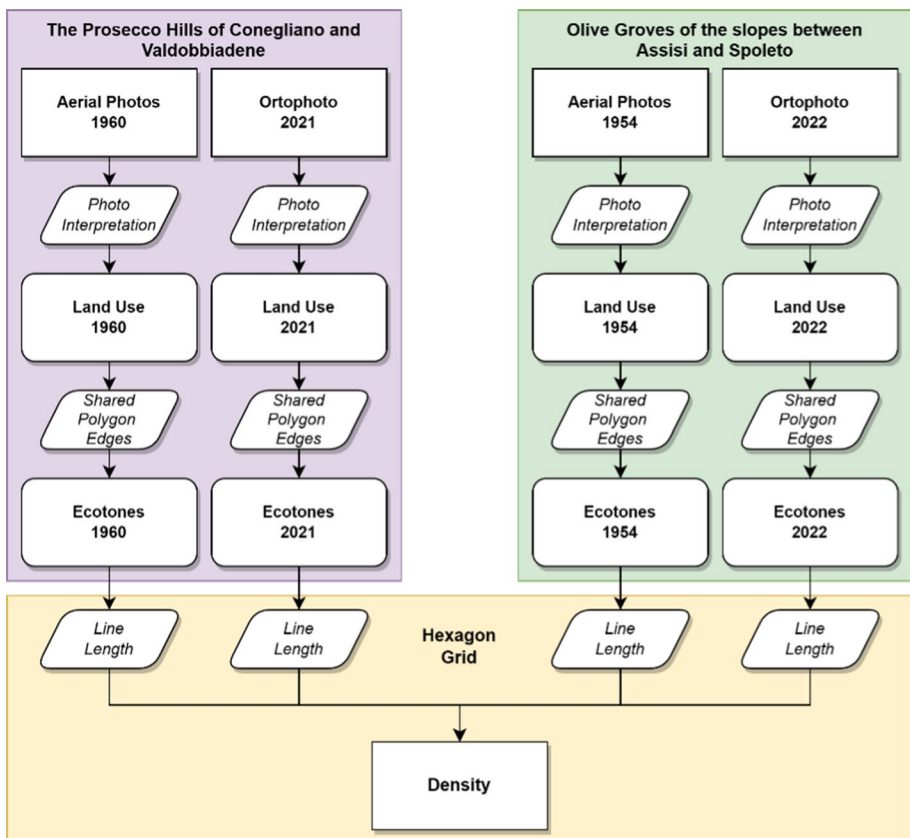 The Prosecco Hills of Conegliano and
Valdobbiadene
Aerial Photos
1960
Ortophoto
2021
Photo
Interpretation
Photo
Interpretation
Land Use
1960
Land Use
2021
Shared
Polygon
Edges
Shared
Polygon
Edges
Ecotones
1960
Ecotones
2021
Olive Groves of the slopes between
Assisi and Spoleto
Aerial Photos
1954
Ortophoto
2022
Photo
Interpretation
Photo
Interpretation
Land Use
1954
Land Use
2022
Shared
Polygon
Edges
Shared
Polygon
Edges
Ecotones
1954
Ecotones
2022
Line
Length
Line
Length
Hexagon
Grid
Line
Length
Line
Length
Density